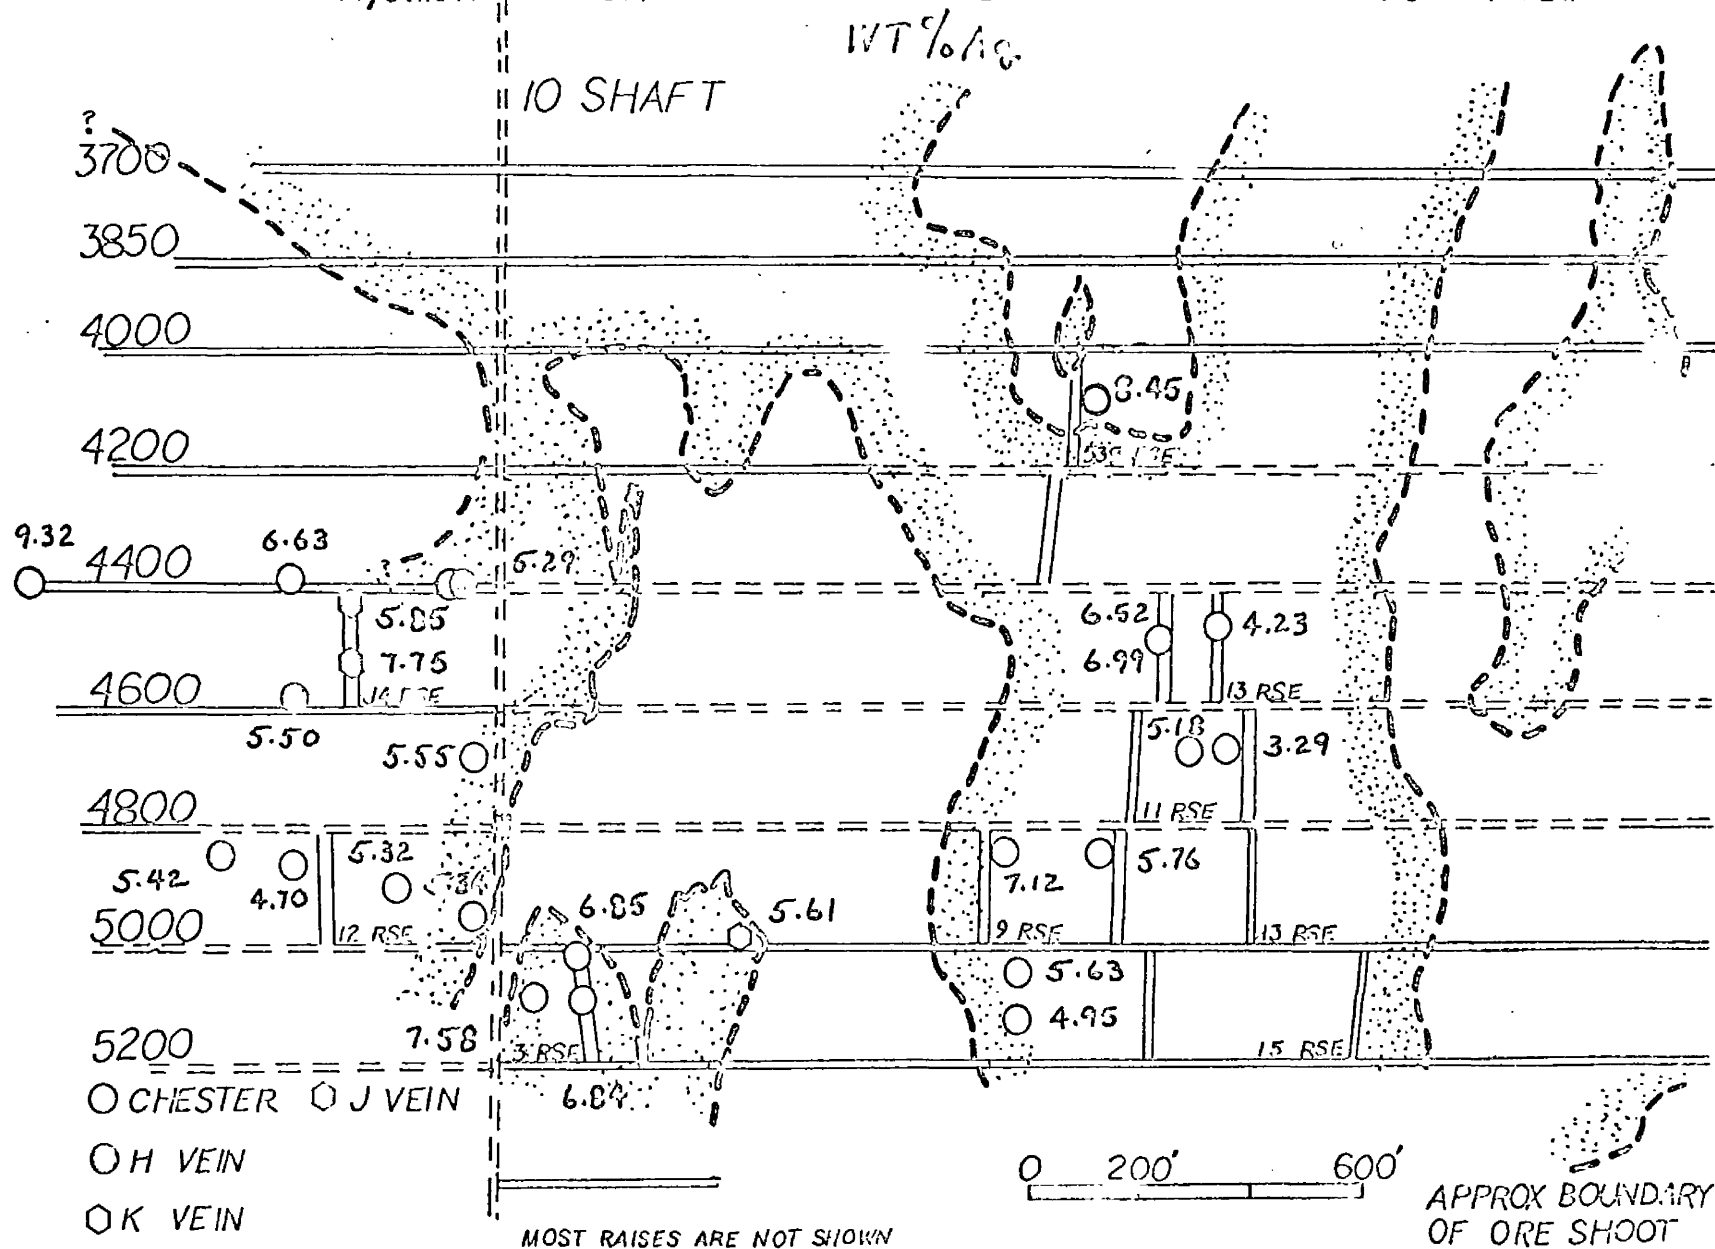 WT % Ag
10 SHAFT
?
3700
3850
4000
8.45
4200
9.32
6.63
4400
?
5.29
5.85
6.52
4.23
7.75
6.99
4600
13 RSE
5.50
5.55
5.18
3.29
4800
11 RSE
5.42
5.32
4.70
7.12
5.76
5000
12 RSE
6.85
5.61
9 RSE
13 RSE
5.63
4.95
5200
7.58
3 RSE
15 RSE
6.84
CHESTER
J VEIN
H VEIN
K VEIN
0 200' 600'
MOST RAISES ARE NOT SHOWN
APPROX BOUNDARY
OF ORE SHOOT